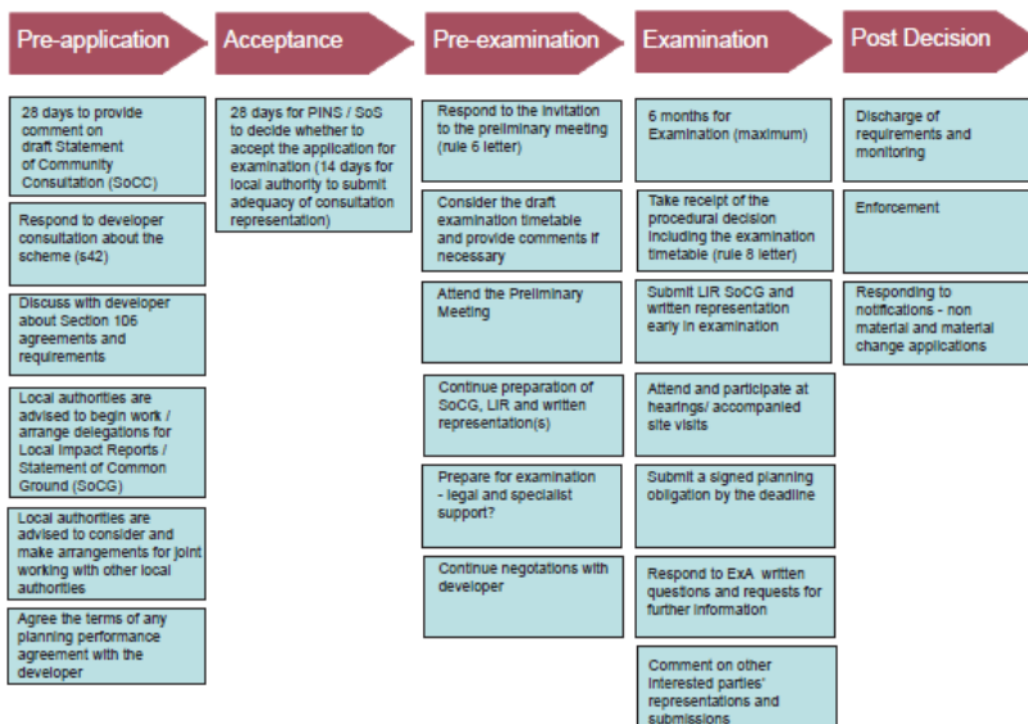 Pre-application
Acceptance
Pre-examination
Examination
Post Decision
28 days to provide
comment on
draft Statement
of Community
Consultation (SoCC)
Respond to developer
consultation about the
scheme (s42)
Discuss with developer
about Section 106
agreements and
requirements
Local authorities are
advised to begin work /
arrange delegations for
Local Impact Reports /
Statement of Common
Ground (SoCG)
Local authorities are
advised to consider and
make arrangements for joint
working with other local
authorities
Agree the terms of any
planning performance
agreement with the
developer
28 days for PINS / SoS
to decide whether to
accept the application for
examination (14 days for
local authority to submit
adequacy of consultation
representation)
Respond to the invitation
to the preliminary meeting
(rule 6 letter)
Consider the draft
examination timetable
and provide comments if
necessary
Attend the Preliminary
Meeting
Continue preparation of
SoCG, LIR and written
representation(s)
Prepare for examination
- legal and specialist
support?
Continue negotations with
developer
6 months for
Examination (maximum)
Take receipt of the
procedural decision
including the examination
timetable (rule 8 letter)
Submit LIR SoCG and
written representation
early in examination
Attend and participate at
hearings/ accompanied
site visits
Submit a signed planning
obligation by the deadline
Respond to ExA written
questions and requests for
further information
Comment on other
interested parties'
representations and
submissions
Discharge of
requirements and
monitoring
Enforcement
Responding to
notifications - non
material and material
change applications